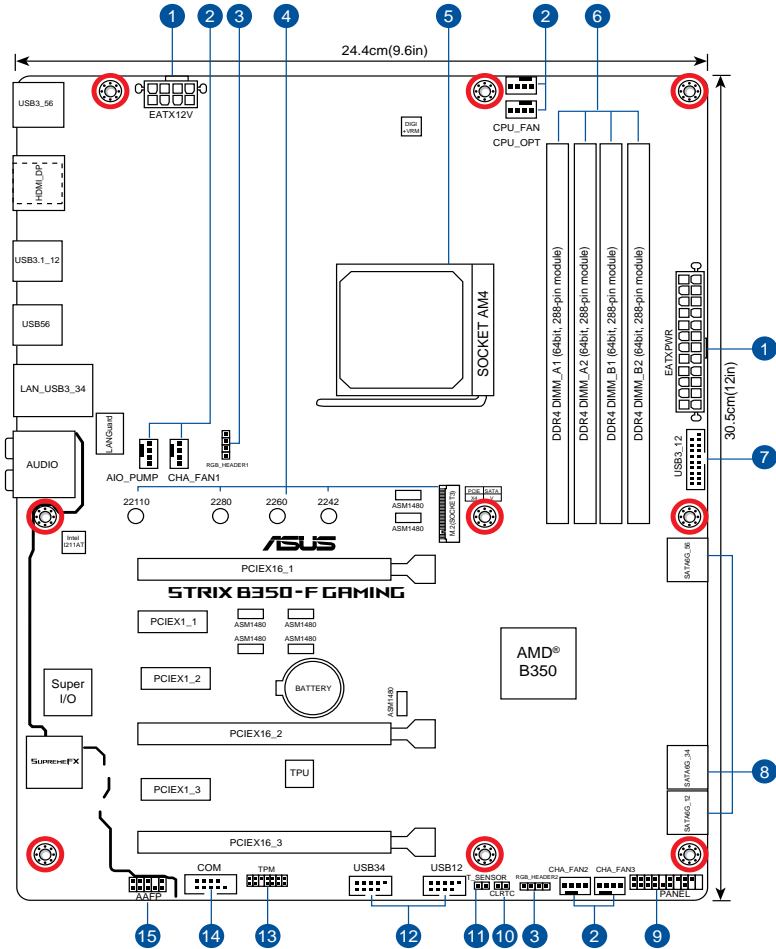 1
2
3
4
5
2
6
24.4cm(9.6in)
USB3_56
EATX12V
DIGI
+VRM
CPU_FAN
CPU_OPT
HDMI_DP
USB3.1_12
USB56
LAN_USB3_34
AUDIO
LANGuard
SOCKET AM4
DDR4 DIMM_A1 (64bit, 288-pin module)
DDR4 DIMM_A2 (64bit, 288-pin module)
DDR4 DIMM_B1 (64bit, 288-pin module)
DDR4 DIMM_B2 (64bit, 288-pin module)
EATXPWR
1
30.5cm(12in)
USB3_12
7
AIO_PUMP
CHA_FAN1
RGB_HEADER1
22110
2280
2260
2242
ASM1480
ASM1480
M.2(SOCKET3)
PCIE
SATA
X4
V
Intel
I211AT
ASUS
PCIEX16_1
STRIX B350-F GAMING
SATA6G_56
PCIEX1_1
ASM1480
ASM1480
ASM1480
ASM1480
AMD®
B350
PCIEX1_2
BATTERY
ASM1480
Super
I/O
PCIEX16_2
SUPREMEFX
TPU
PCIEX1_3
SATA6G_34
8
SATA6G_12
PCIEX16_3
AAFP
COM
TPM
USB34
USB12
T_SENSOR
CLRTC
RGB_HEADER2
CHA_FAN2
CHA_FAN3
PANEL
15
14
13
12
11
10
3
2
9